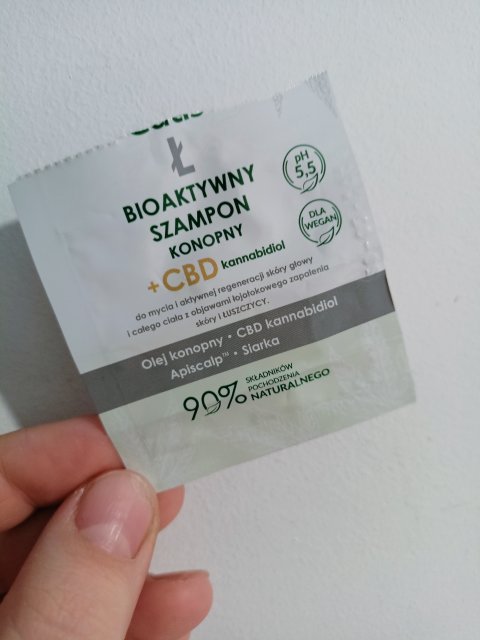 Ł
BIOAKTYWNY
SZAMPON
KONOPNY
+CBD kannabidiol
do mycia i aktywnej regeneracji skóry głowy
i całego ciała z objawami łojotokowego zapalenia
skóry i ŁUSZCZYCY.
Olej konopny • CBD kannabidiol
Apiscalp™ • Siarka
90% SKŁADNIKÓW
POCHODZENIA
NATURALNEGO
pH
5,5
DLA
WEGAN